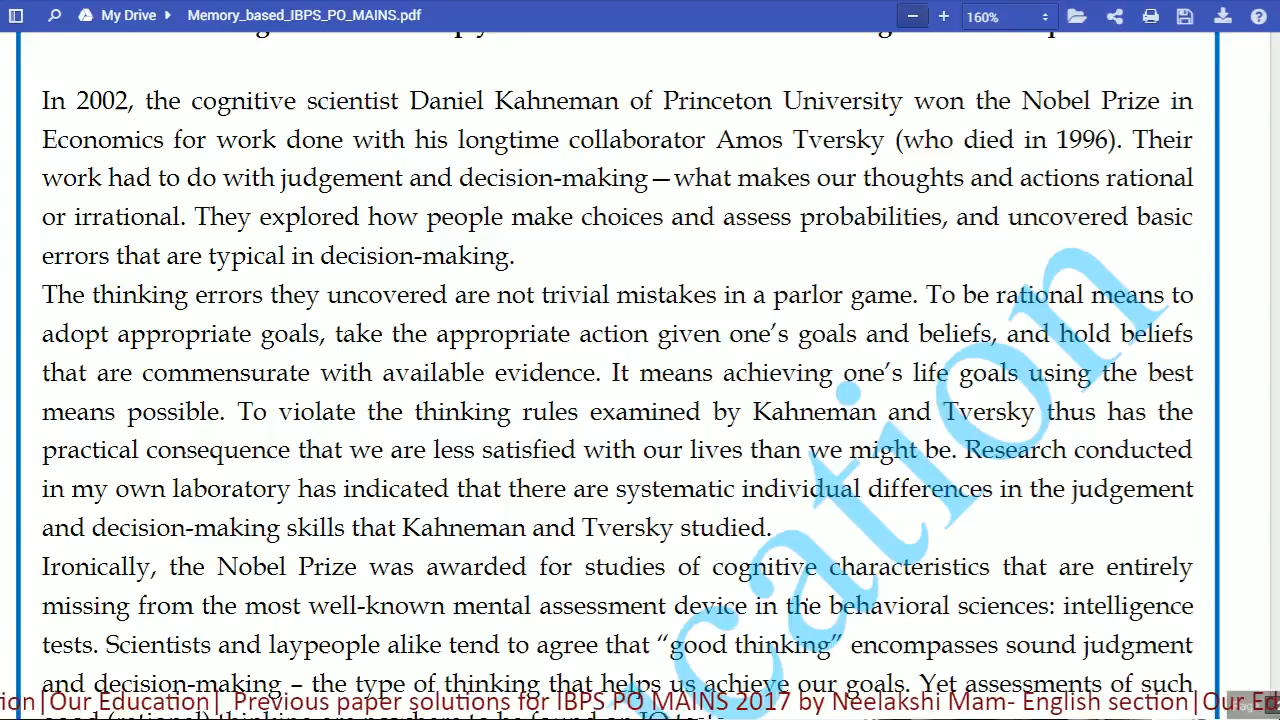 My Drive Memory_based_IBPS_PO_MAINS.pdf 160%
In 2002, the cognitive scientist Daniel Kahneman of Princeton University won the Nobel Prize in
Economics for work done with his longtime collaborator Amos Tversky (who died in 1996). Their
work had to do with judgement and decision-making—what makes our thoughts and actions rational
or irrational. They explored how people make choices and assess probabilities, and uncovered basic
errors that are typical in decision-making.
The thinking errors they uncovered are not trivial mistakes in a parlor game. To be rational means to
adopt appropriate goals, take the appropriate action given one’s goals and beliefs, and hold beliefs
that are commensurate with available evidence. It means achieving one’s life goals using the best
means possible. To violate the thinking rules examined by Kahneman and Tversky thus has the
practical consequence that we are less satisfied with our lives than we might be. Research conducted
in my own laboratory has indicated that there are systematic individual differences in the judgement
and decision-making skills that Kahneman and Tversky studied.
Ironically, the Nobel Prize was awarded for studies of cognitive characteristics that are entirely
missing from the most well-known mental assessment device in the behavioral sciences: intelligence
tests. Scientists and laypeople alike tend to agree that “good thinking” encompasses sound judgment
and decision-making – the type of thinking that helps us achieve our goals. Yet assessments of such
ion|Our Education| Previous paper solutions for IBPS PO MAINS 2017 by Neelakshi Mam- English section|Our Ed
cation